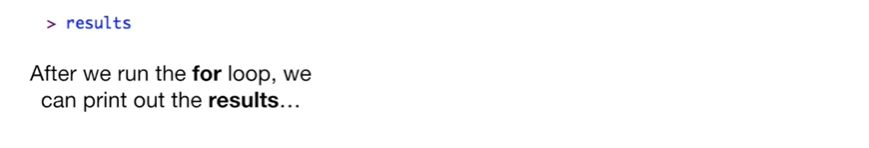 > results
After we run the for loop, we
can print out the results...